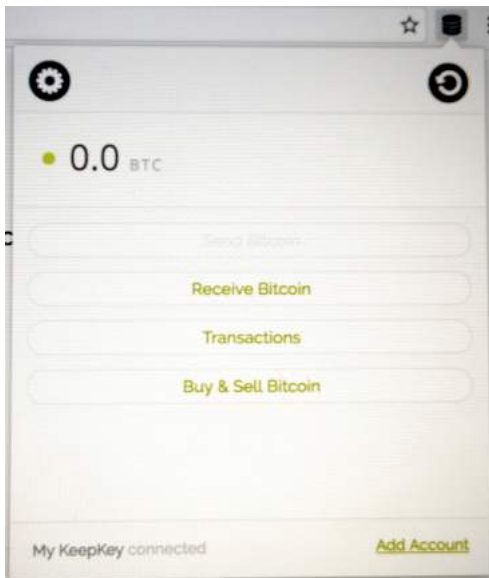 0.0 BTC
Send Bitcoin
Receive Bitcoin
Transactions
Buy & Sell Bitcoin
My KeepKey connected
Add Account